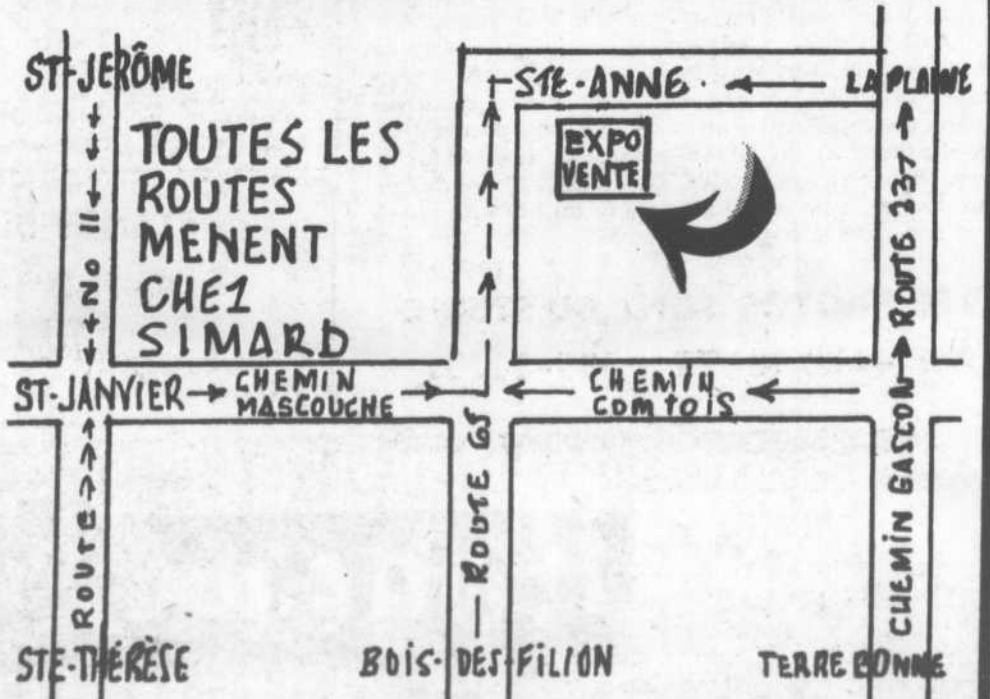 ST-JERÔME
STE-ANNE
LA PLAINE
TOUTES LES
ROUTES
MENENT
CHEZ
SIMARD
EXPO
VENTE
ROUTE 337
NO 11
ST-JANVIER
CHEMIN
MASCOUCHE
CHEMIN
COMTOIS
ROUTE 65
ROUTE
CHEMIN GASCON
STE-THÉRÈSE
BOIS-DES-FILION
TERREBONNE